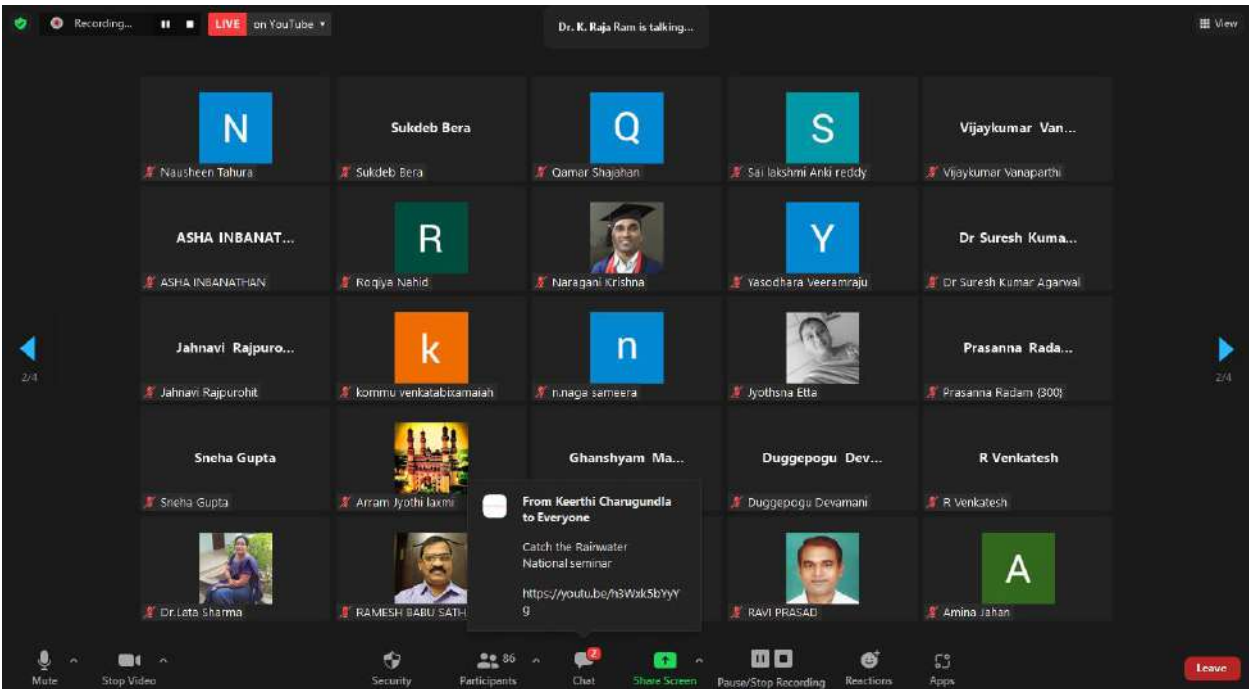 Recording...
LIVE on YouTube
Dr. K. Raja Ram is talking...
View
N
Sukdeb Bera
Q
S
Vijaykumar Van...
Nausheen Tahura
Sukdeb Bera
Qamar Shajahan
Sai lakshmi Anki reddy
Vijaykumar Vanaparthi
ASHA INBANAT...
R
Y
Dr Suresh Kuma...
ASHA INBANATHAN
Roqiya Nahid
Naragani Krishna
Yasodhara Veeramraju
Dr Suresh Kumar Agarwal
Jahnavi Rajpuro...
k
n
Prasanna Rada...
2/4
2/4
Jahnavi Rajpurohit
kommu venkatabixamaiah
n.naga sameera
Jyothsna Etta
Prasanna Radam (300)
Sneha Gupta
Ghanshyam Ma...
Duggepogu Dev...
R Venkatesh
Sneha Gupta
Arram Jyothi laxmi
Duggepogu Devamani
R Venkatesh
From Keerthi Charugundla
to Everyone
Catch the Rainwater
National seminar
https://youtu.be/h3Wxk5bYyY
g
A
Dr.Lata Sharma
RAMESH BABU SATH
RAVI PRASAD
Amina Jahan
Mute
Stop Video
Security
86
Participants
2
Chat
Share Screen
Pause/Stop Recording
Reactions
Apps
Leave